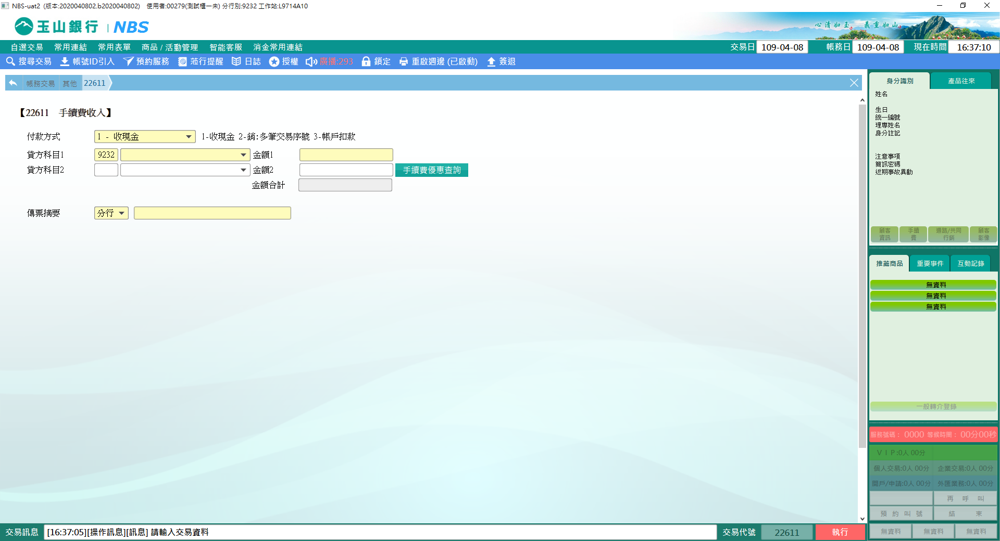 NBS-uat2 (版本:2020040802.b2020040802) 使用者:00279(測試櫃一未) 分行別:9232 工作站:L9714A10
玉山銀行 | NBS
心清如玉。義重如山。
自選交易 常用連結 常用表單 商品 / 活動管理 智能客服 消金常用連結 交易日 109-04-08 帳務日 109-04-08 現在時間 16:37:10
搜尋交易 帳號ID引入 預約服務 蒞行提醒 日誌 授權 廣播:293 鎖定 重啟週邊 (已啟動) 簽退
帳務交易 其他 22611
【22611 手續費收入】
付款方式 1 - 收現金 1-收現金 2-銷:多筆交易序號 3-帳戶扣款
貸方科目1 9232 金額1
貸方科目2 金額2 手續費優惠查詢
金額合計
傳票摘要 分行
身分識別 產品往來
姓名
生日
統一編號
理專姓名
身分註記
注意事項
簡訊密碼
近期事故異動
顧客資訊 手續費 通路/共同行銷 顧客影像
推薦商品 重要事件 互動記錄
無資料
無資料
無資料
一般轉介登錄
服務號碼： 0000 等候時間： 00分00秒
ＶＩＰ:0人 00分
個人交易:0人 00分 企業交易:0人 00分
開戶/申請:0人 00分 外匯業務:0人 00分
再 呼 叫
預 約 叫 號 結 束
無資料 無資料 無資料
交易訊息 [16:37:05][操作訊息][訊息] 請輸入交易資料 交易代號 22611 執行